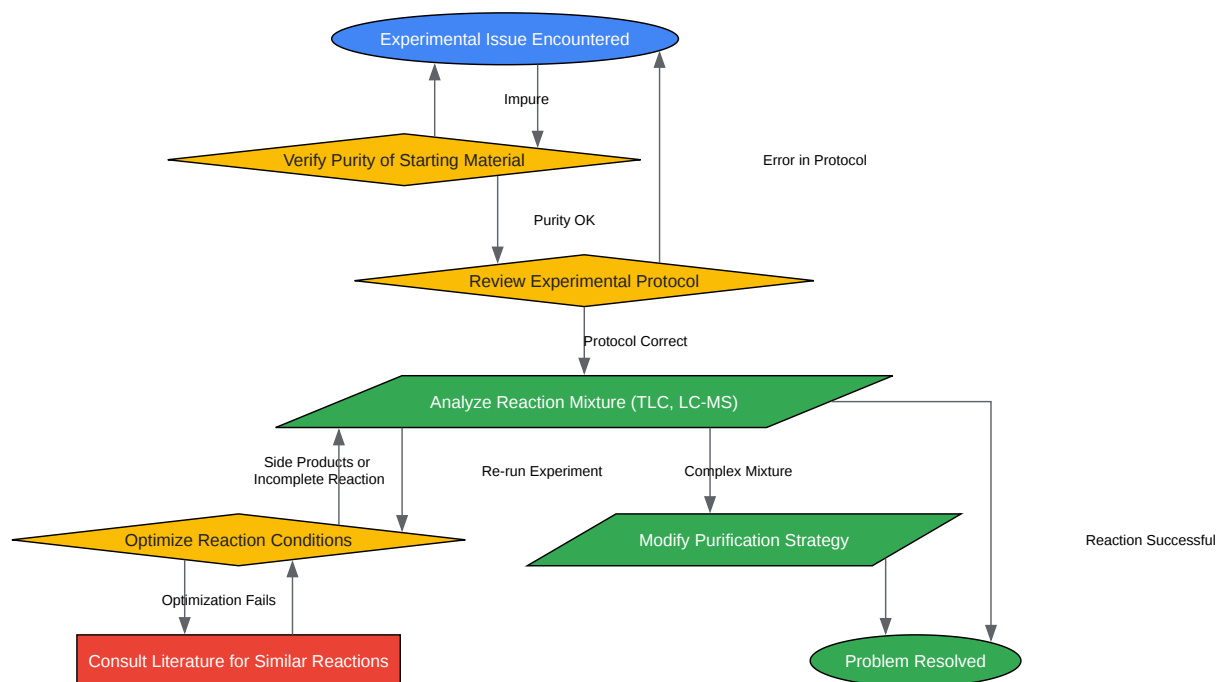 Experimental Issue Encountered
Impure
Verify Purity of Starting Material
Error in Protocol
Purity OK
Review Experimental Protocol
Protocol Correct
Analyze Reaction Mixture (TLC, LC-MS)
Side Products or
Incomplete Reaction
Re-run Experiment
Complex Mixture
Optimize Reaction Conditions
Modify Purification Strategy
Reaction Successful
Optimization Fails
Consult Literature for Similar Reactions
Problem Resolved